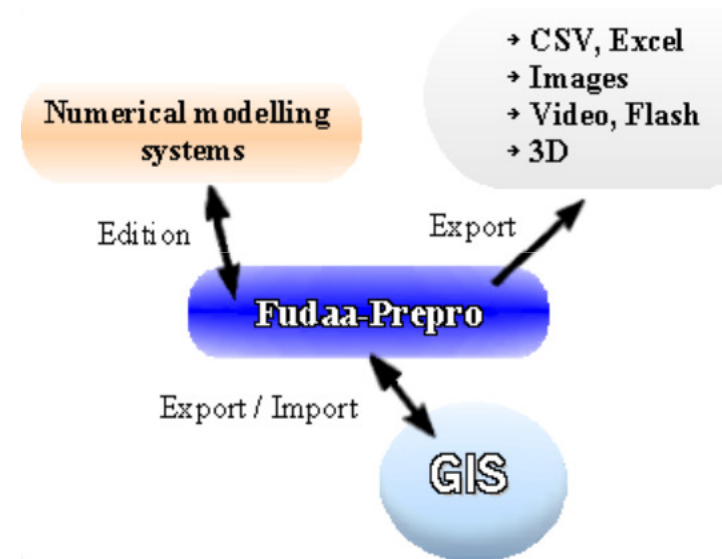 → CSV, Excel
→ Images
→ Video, Flash
→ 3D
Numerical modelling
systems
Edition
Export
Fudaa-Prepro
Export / Import
GIS